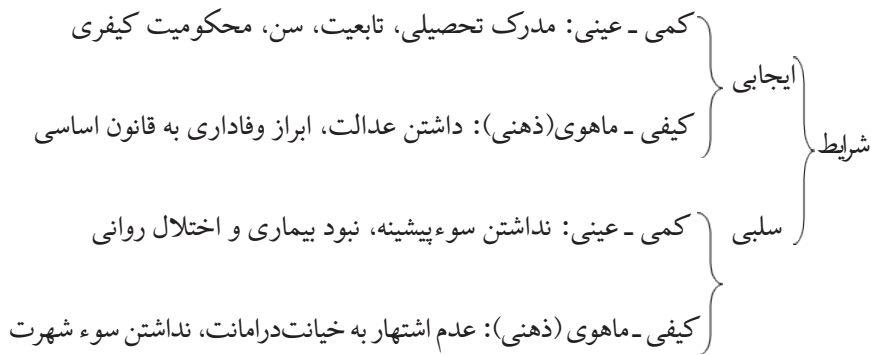 کمی ـ عینی: مدرک تحصیلی، تابعیت، سن، محکومیت کیفری
ایجابی
کیفی ـ ماهوی(ذهنی): داشتن عدالت، ابراز وفاداری به قانون اساسی
شرایط
سلبی
کمی ـ عینی: نداشتن سوءپیشینه، نبود بیماری و اختلال روانی
کیفی ـ ماهوی (ذهنی): عدم اشتهار به خیانت‌درامانت، نداشتن سوء شهرت